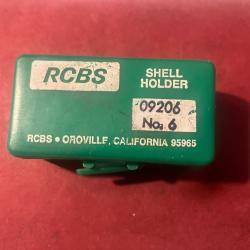 RCBS
SHELL
HOLDER
09206
No. 6
RCBS • OROVILLE, CALIFORNIA 95965